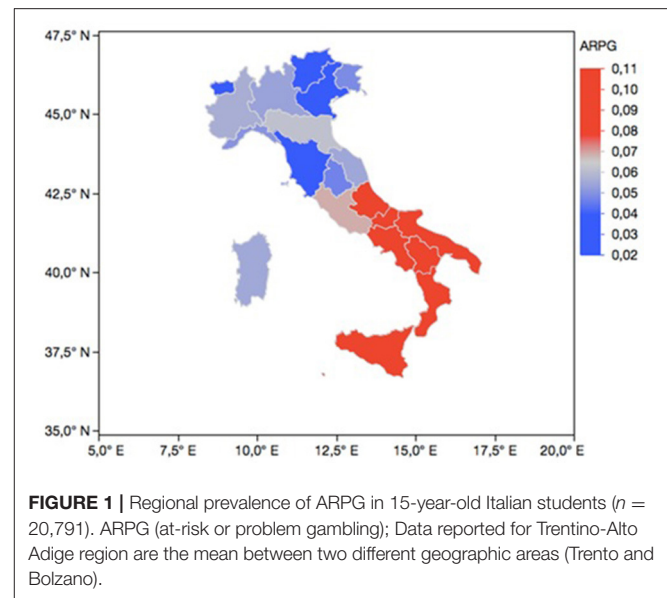 47,5° N
45,0° N
42,5° N
40,0° N
37,5° N
35,0° N
5,0° E 7,5° E 10,0° E 12,5° E 15,0° E 17,5° E 20,0° E
ARPG
0,11
0,10
0,08
0,07
0,06
0,05
0,04
0,03
0,02
FIGURE 1 | Regional prevalence of ARPG in 15-year-old Italian students (n =
20,791). ARPG (at-risk or problem gambling); Data reported for Trentino-Alto
Adige region are the mean between two different geographic areas (Trento and
Bolzano).